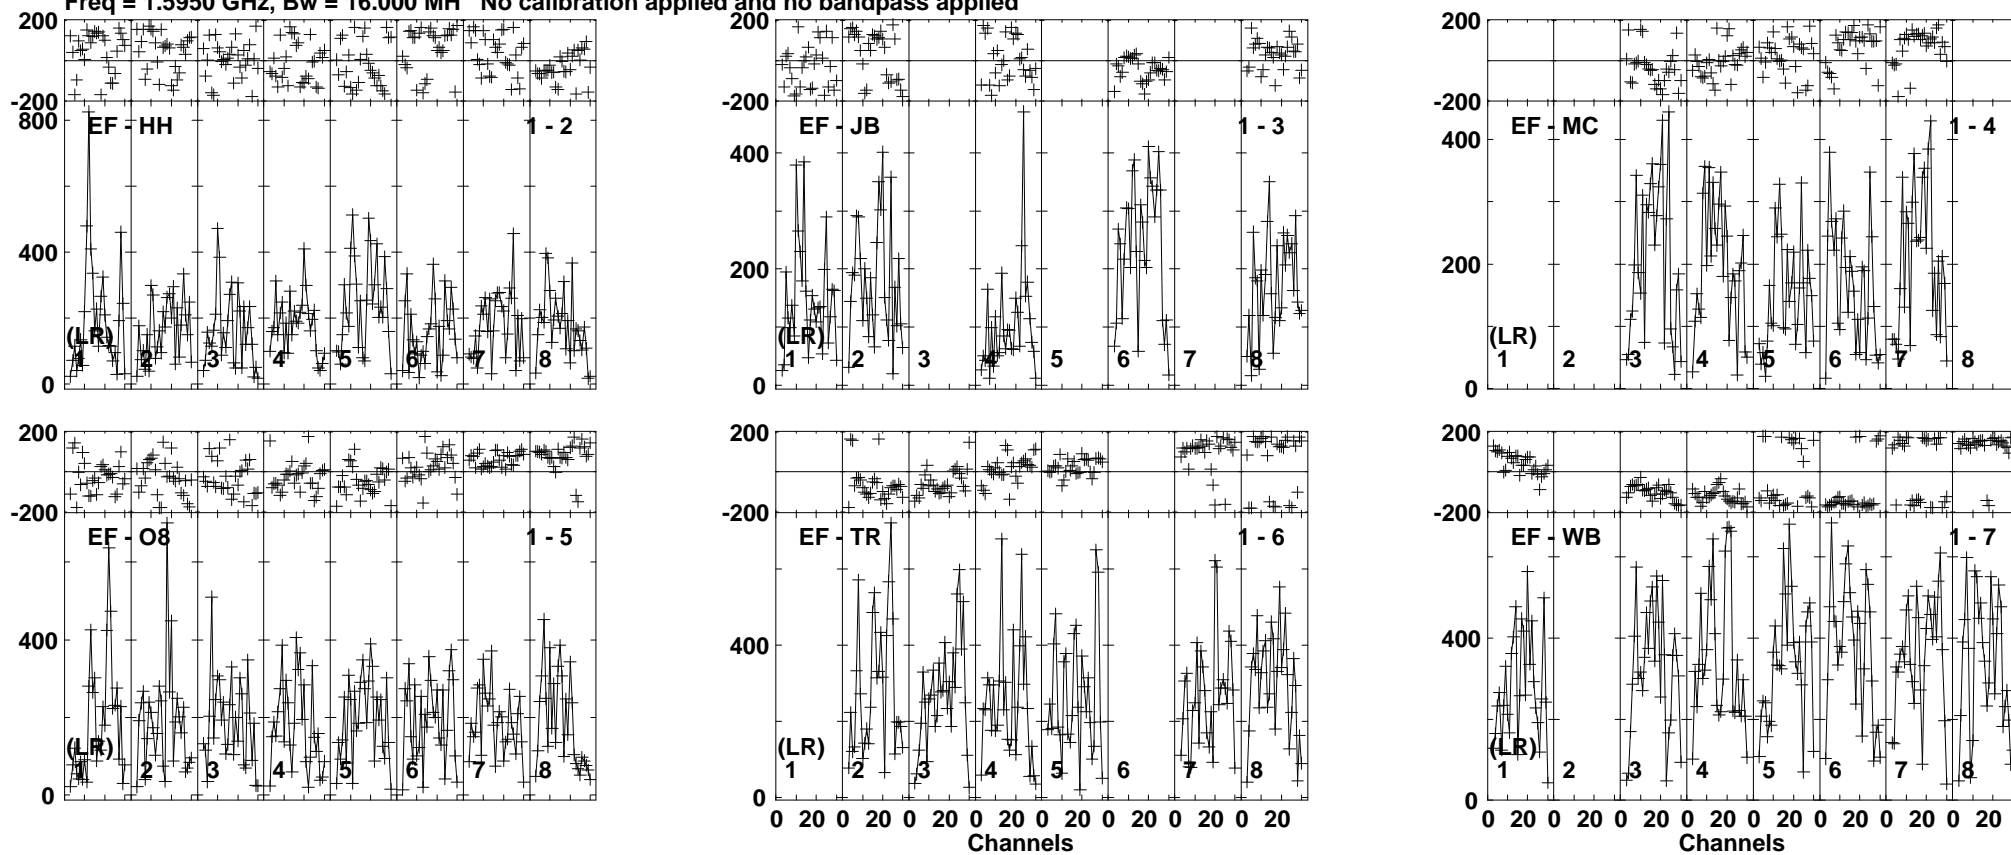 Freq = 1.5950 GHz, Bw = 16.000 MH No calibration applied and no bandpass applied
200
-200
800
400
0
EF - HH
1 - 2
(LR)
1 2 3 4 5 6 7 8
200
-200
400
200
0
EF - JB
1 - 3
(LR)
1 2 3 4 5 6 7 8
200
-200
400
200
0
EF - MC
1 - 4
(LR)
1 2 3 4 5 6 7 8
200
-200
400
0
EF - O8
1 - 5
(LR)
1 2 3 4 5 6 7 8
200
-200
400
0
EF - TR
1 - 6
(LR)
1 2 3 4 5 6 7 8
0 20 0 20 0 20 0 20 0 20 0 20 0 20 0 20
Channels
200
-200
400
0
EF - WB
1 - 7
(LR)
1 2 3 4 5 6 7 8
0 20 0 20 0 20 0 20 0 20 0 20 0 20 0 20
Channels